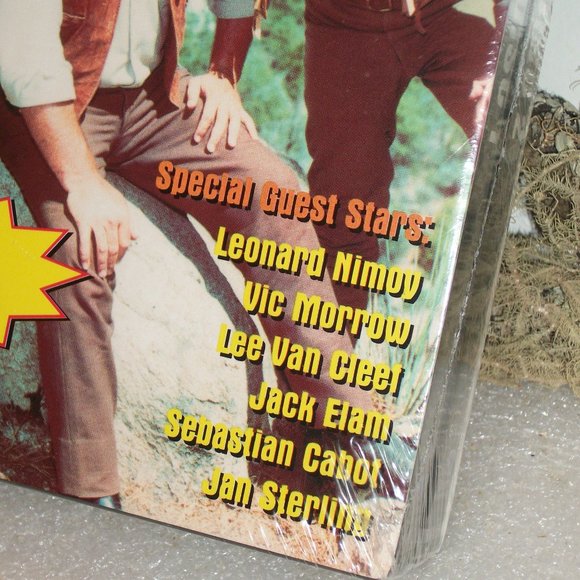 Special Guest Stars:
Leonard Nimoy
Vic Morrow
Lee Van Cleef
Jack Elam
Sebastian Cabot
Jan Sterling